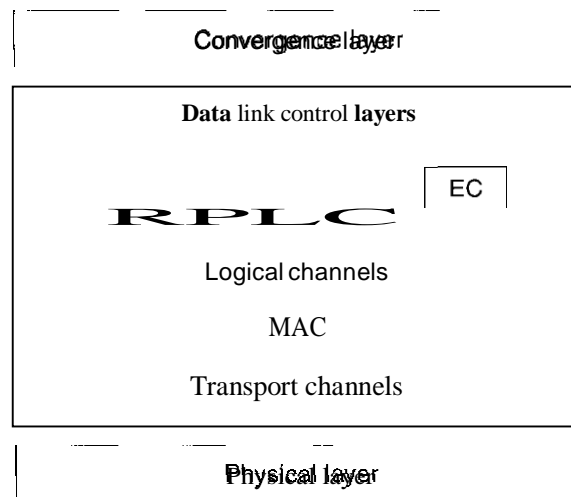 Convergence layer
Data link control layers
EC
RPLC
Logical channels
MAC
Transport channels
Physical layer